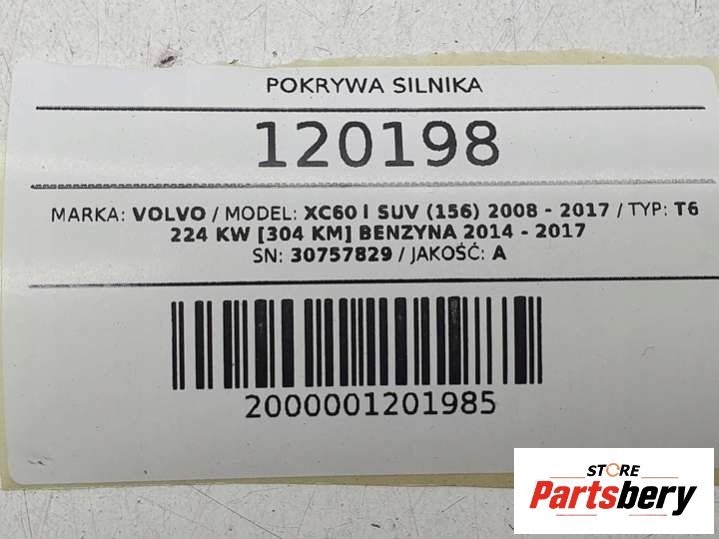 POKRYWA SILNIKA
120198
MARKA: VOLVO / MODEL: XC60 I SUV (156) 2008 - 2017 / TYP: T6
224 KW [304 KM] BENZYNA 2014 - 2017
SN: 30757829 / JAKOŚĆ: A
2000001201985
STORE
Partsbery